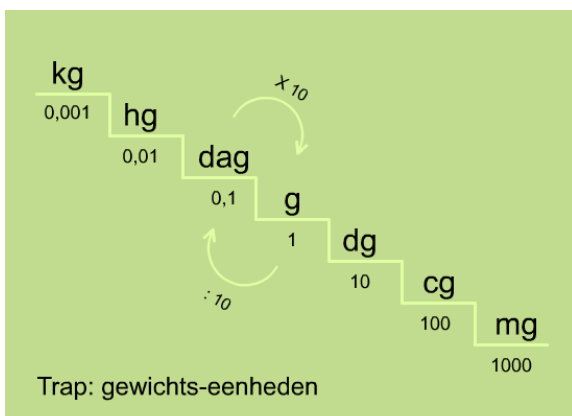 kg
0,001
hg
0,01
dag
0,1
X 10
g
1
: 10
dg
10
cg
100
mg
1000
Trap: gewichts-eenheden